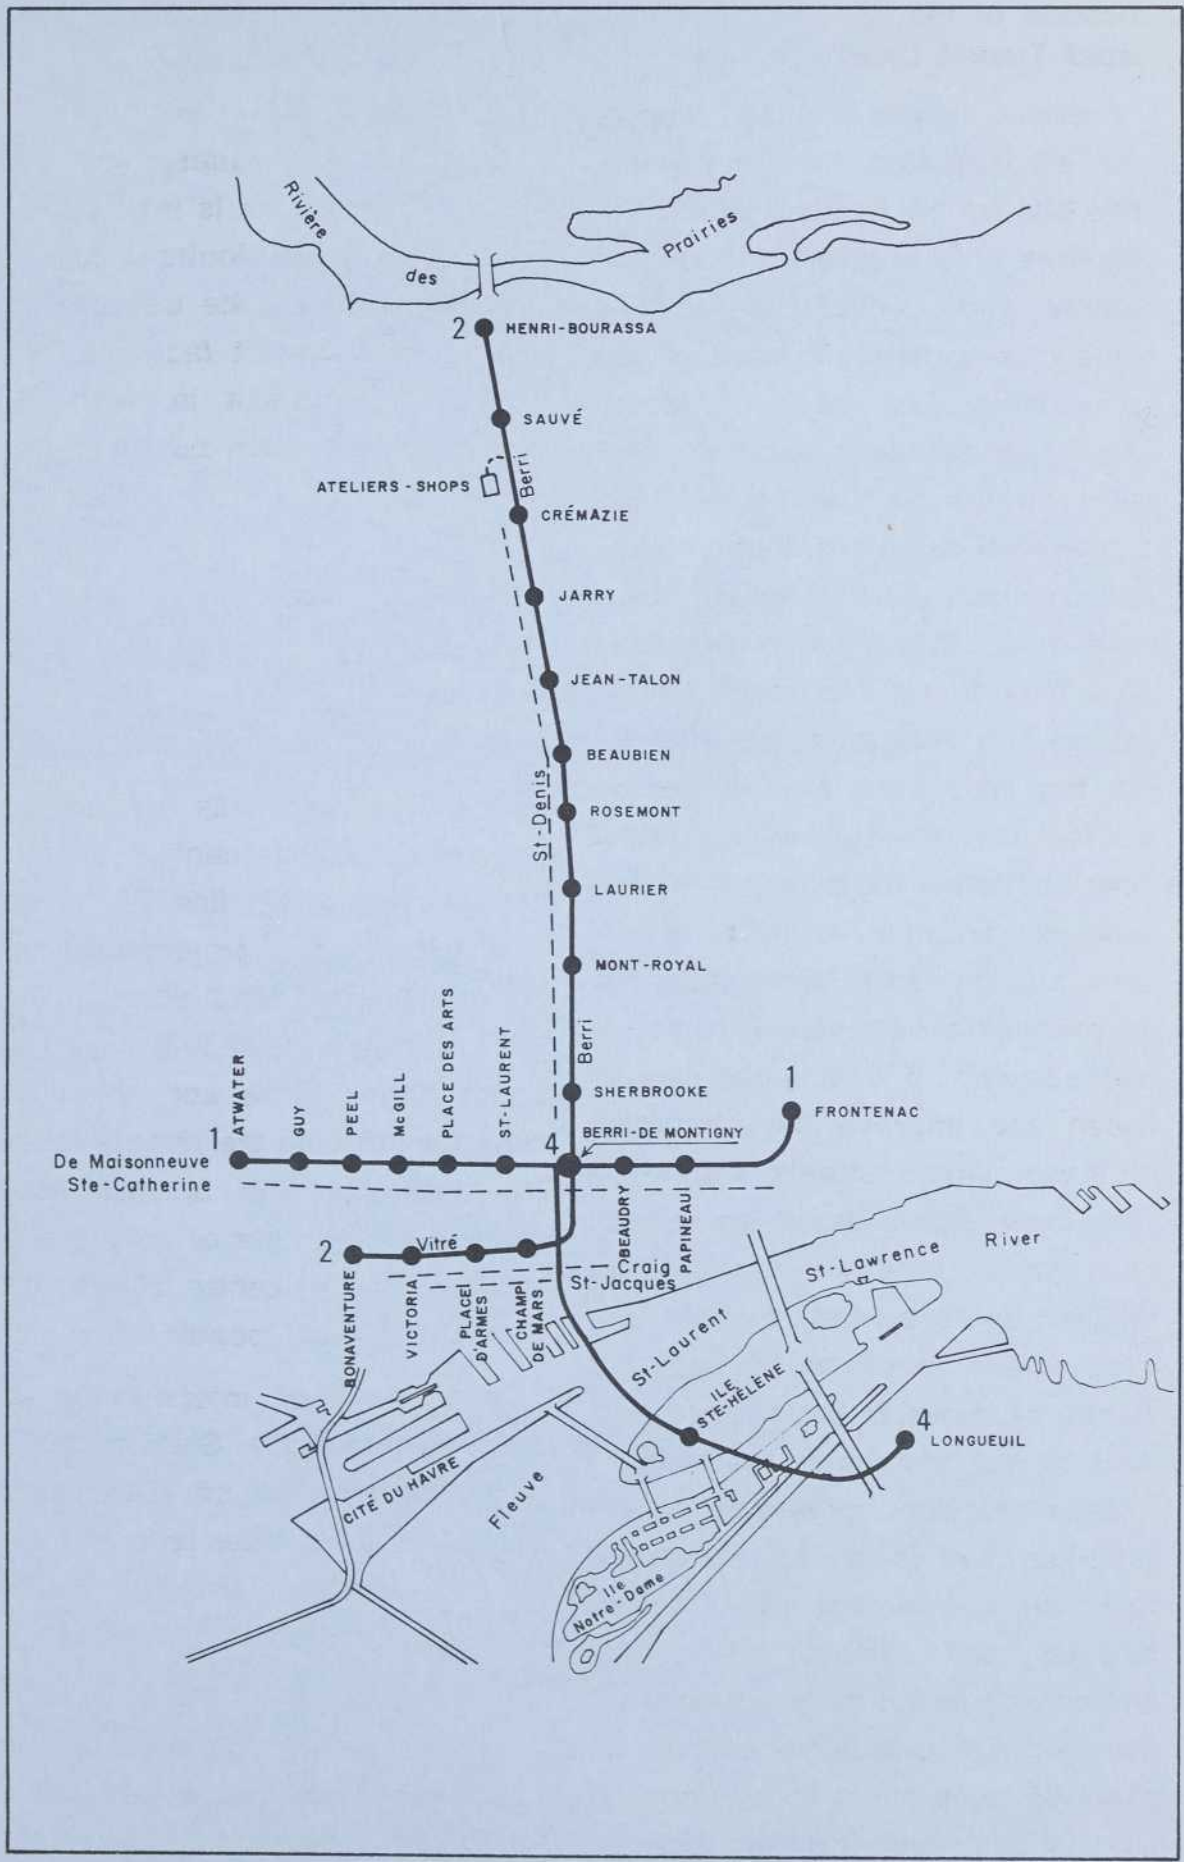 Rivière
des
Prairies
2
HENRI-BOURASSA
SAUVÉ
Berri
ATELIERS - SHOPS
CRÉMAZIE
JARRY
JEAN-TALON
BEAUBIEN
St-Denis
ROSEMONT
LAURIER
MONT-ROYAL
Berri
SHERBROOKE
1
ATWATER
GUY
PEEL
McGILL
PLACE DES ARTS
ST-LAURENT
4
BERRI-DE MONTIGNY
1
FRONTENAC
De Maisonneuve
Ste-Catherine
BEAUDRY
PAPINEAU
2
Vitré
Craig
St-Jacques
BONAVENTURE
VICTORIA
PLACE
D'ARMES
CHAMP
DE MARS
St-Lawrence River
Fleuve St-Laurent
ILE
STE-HÉLÈNE
4
LONGUEUIL
CITÉ DU HAVRE
Ile
Notre-Dame